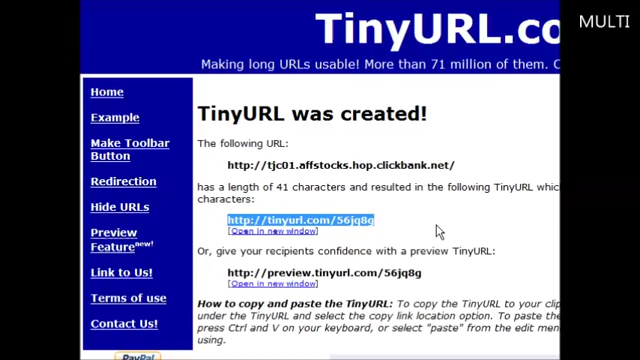 MULTI
TinyURL.co
Making long URLs usable! More than 71 million of them.
Home
Example
Make Toolbar
Button
Redirection
Hide URLs
Preview
Feature new!
Link to Us!
Terms of use
Contact Us!
PayPal
TinyURL was created!
The following URL:
http://tjc01.affstocks.hop.clickbank.net/
has a length of 41 characters and resulted in the following TinyURL which
characters:
http://tinyurl.com/56jq8g
[Open in new window]
Or, give your recipients confidence with a preview TinyURL:
http://preview.tinyurl.com/56jq8g
[Open in new window]
How to copy and paste the TinyURL: To copy the TinyURL to your clip
under the TinyURL and select the copy link location option. To paste the
press Ctrl and V on your keyboard, or select "paste" from the edit men
using.